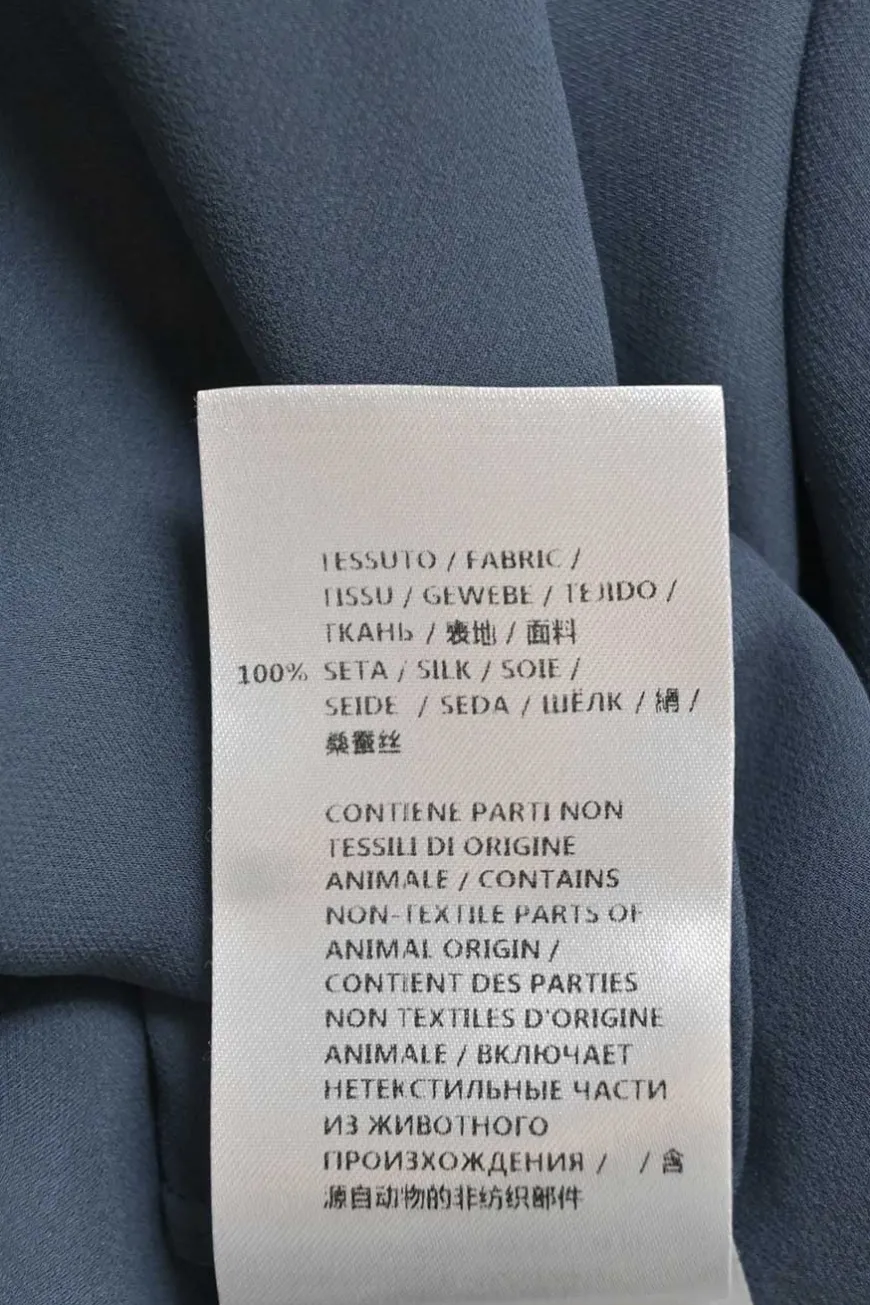 TESSUTO / FABRIC /
TISSU / GEWEBE / TEJIDO /
ТКАНЬ / 表地 / 面料
100% SETA / SILK / SOIE /
SEIDE / SEDA / ШЁЛК / 絹 /
桑蚕丝
CONTIENE PARTI NON
TESSILI DI ORIGINE
ANIMALE / CONTAINS
NON-TEXTILE PARTS OF
ANIMAL ORIGIN /
CONTIENT DES PARTIES
NON TEXTILES D'ORIGINE
ANIMALE / ВКЛЮЧАЕТ
НЕТЕКСТИЛЬНЫЕ ЧАСТИ
ИЗ ЖИВОТНОГО
ПРОИЗХОЖДЕНИЯ / / 含
源自动物的非纺织部件